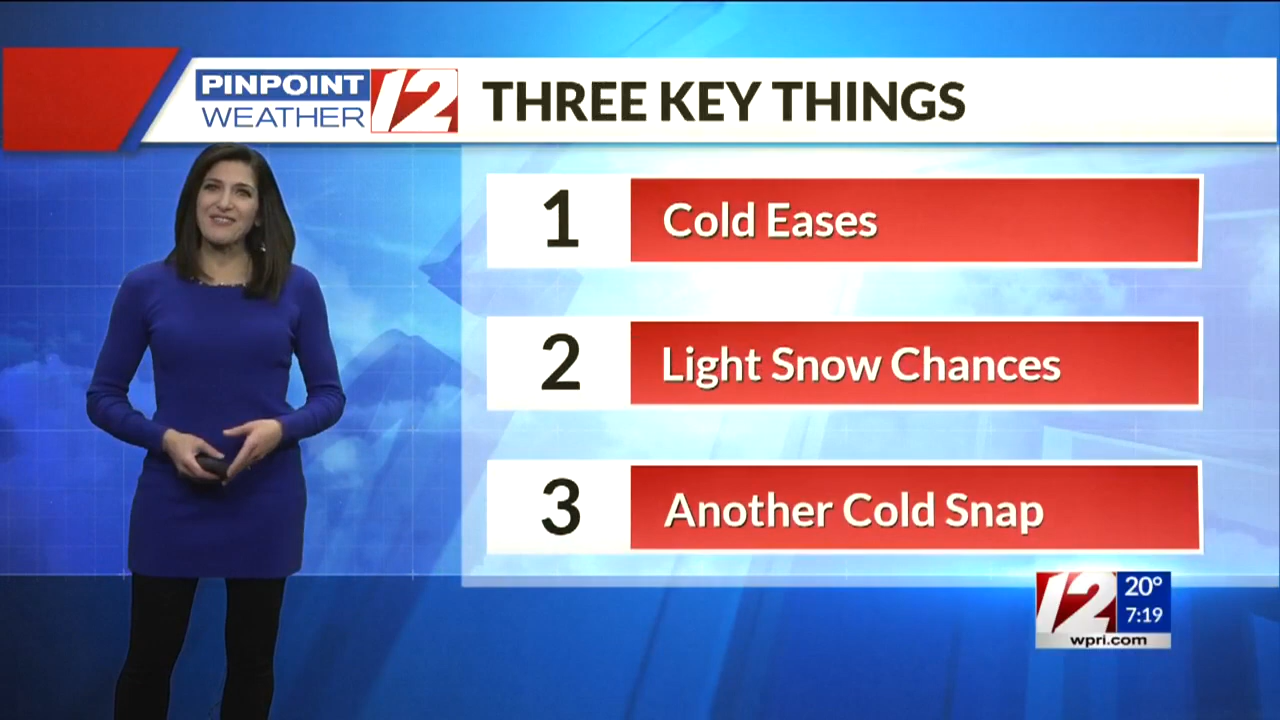 PINPOINT
WEATHER 12
THREE KEY THINGS
1 Cold Eases
2 Light Snow Chances
3 Another Cold Snap
12 20°
7:19
wpri.com